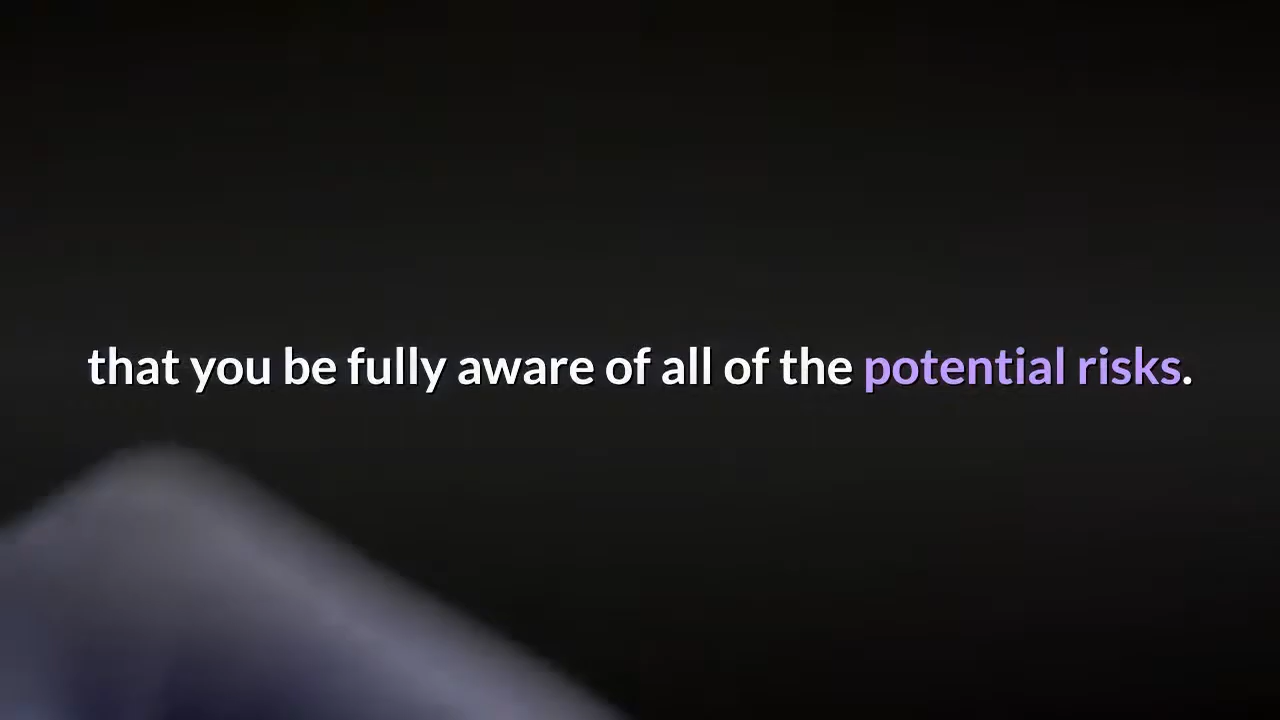 that you be fully aware of all of the potential risks.